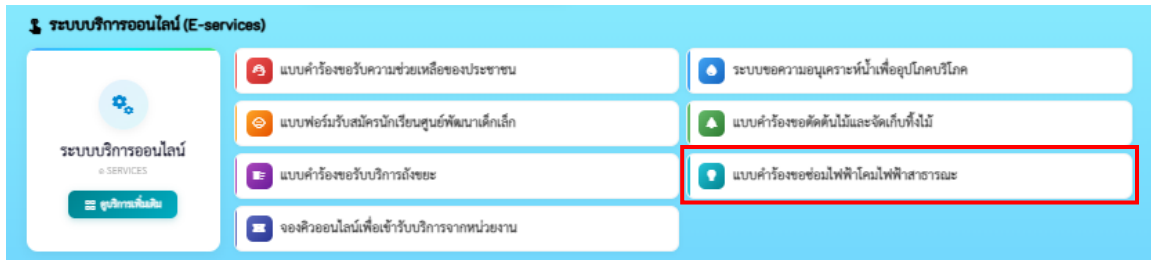 ระบบบริการออนไลน์ (E-services)
ระบบบริการออนไลน์
๑ SERVICES
ดูบริการเพิ่มเติม
แบบคำร้องขอรับความช่วยเหลือของประชาชน
ระบบขอความอนุเคราะห์น้ำเพื่ออุปโภคบริโภค
แบบฟอร์มรับสมัครนักเรียนศูนย์พัฒนาเด็กเล็ก
แบบคำร้องขอตัดต้นไม้และจัดเก็บทิ้งไม้
แบบคำร้องขอรับบริการถังขยะ
แบบคำร้องขอซ่อมไฟฟ้าโคมไฟฟ้าสาธารณะ
จองคิวออนไลน์เพื่อเข้ารับบริการจากหน่วยงาน